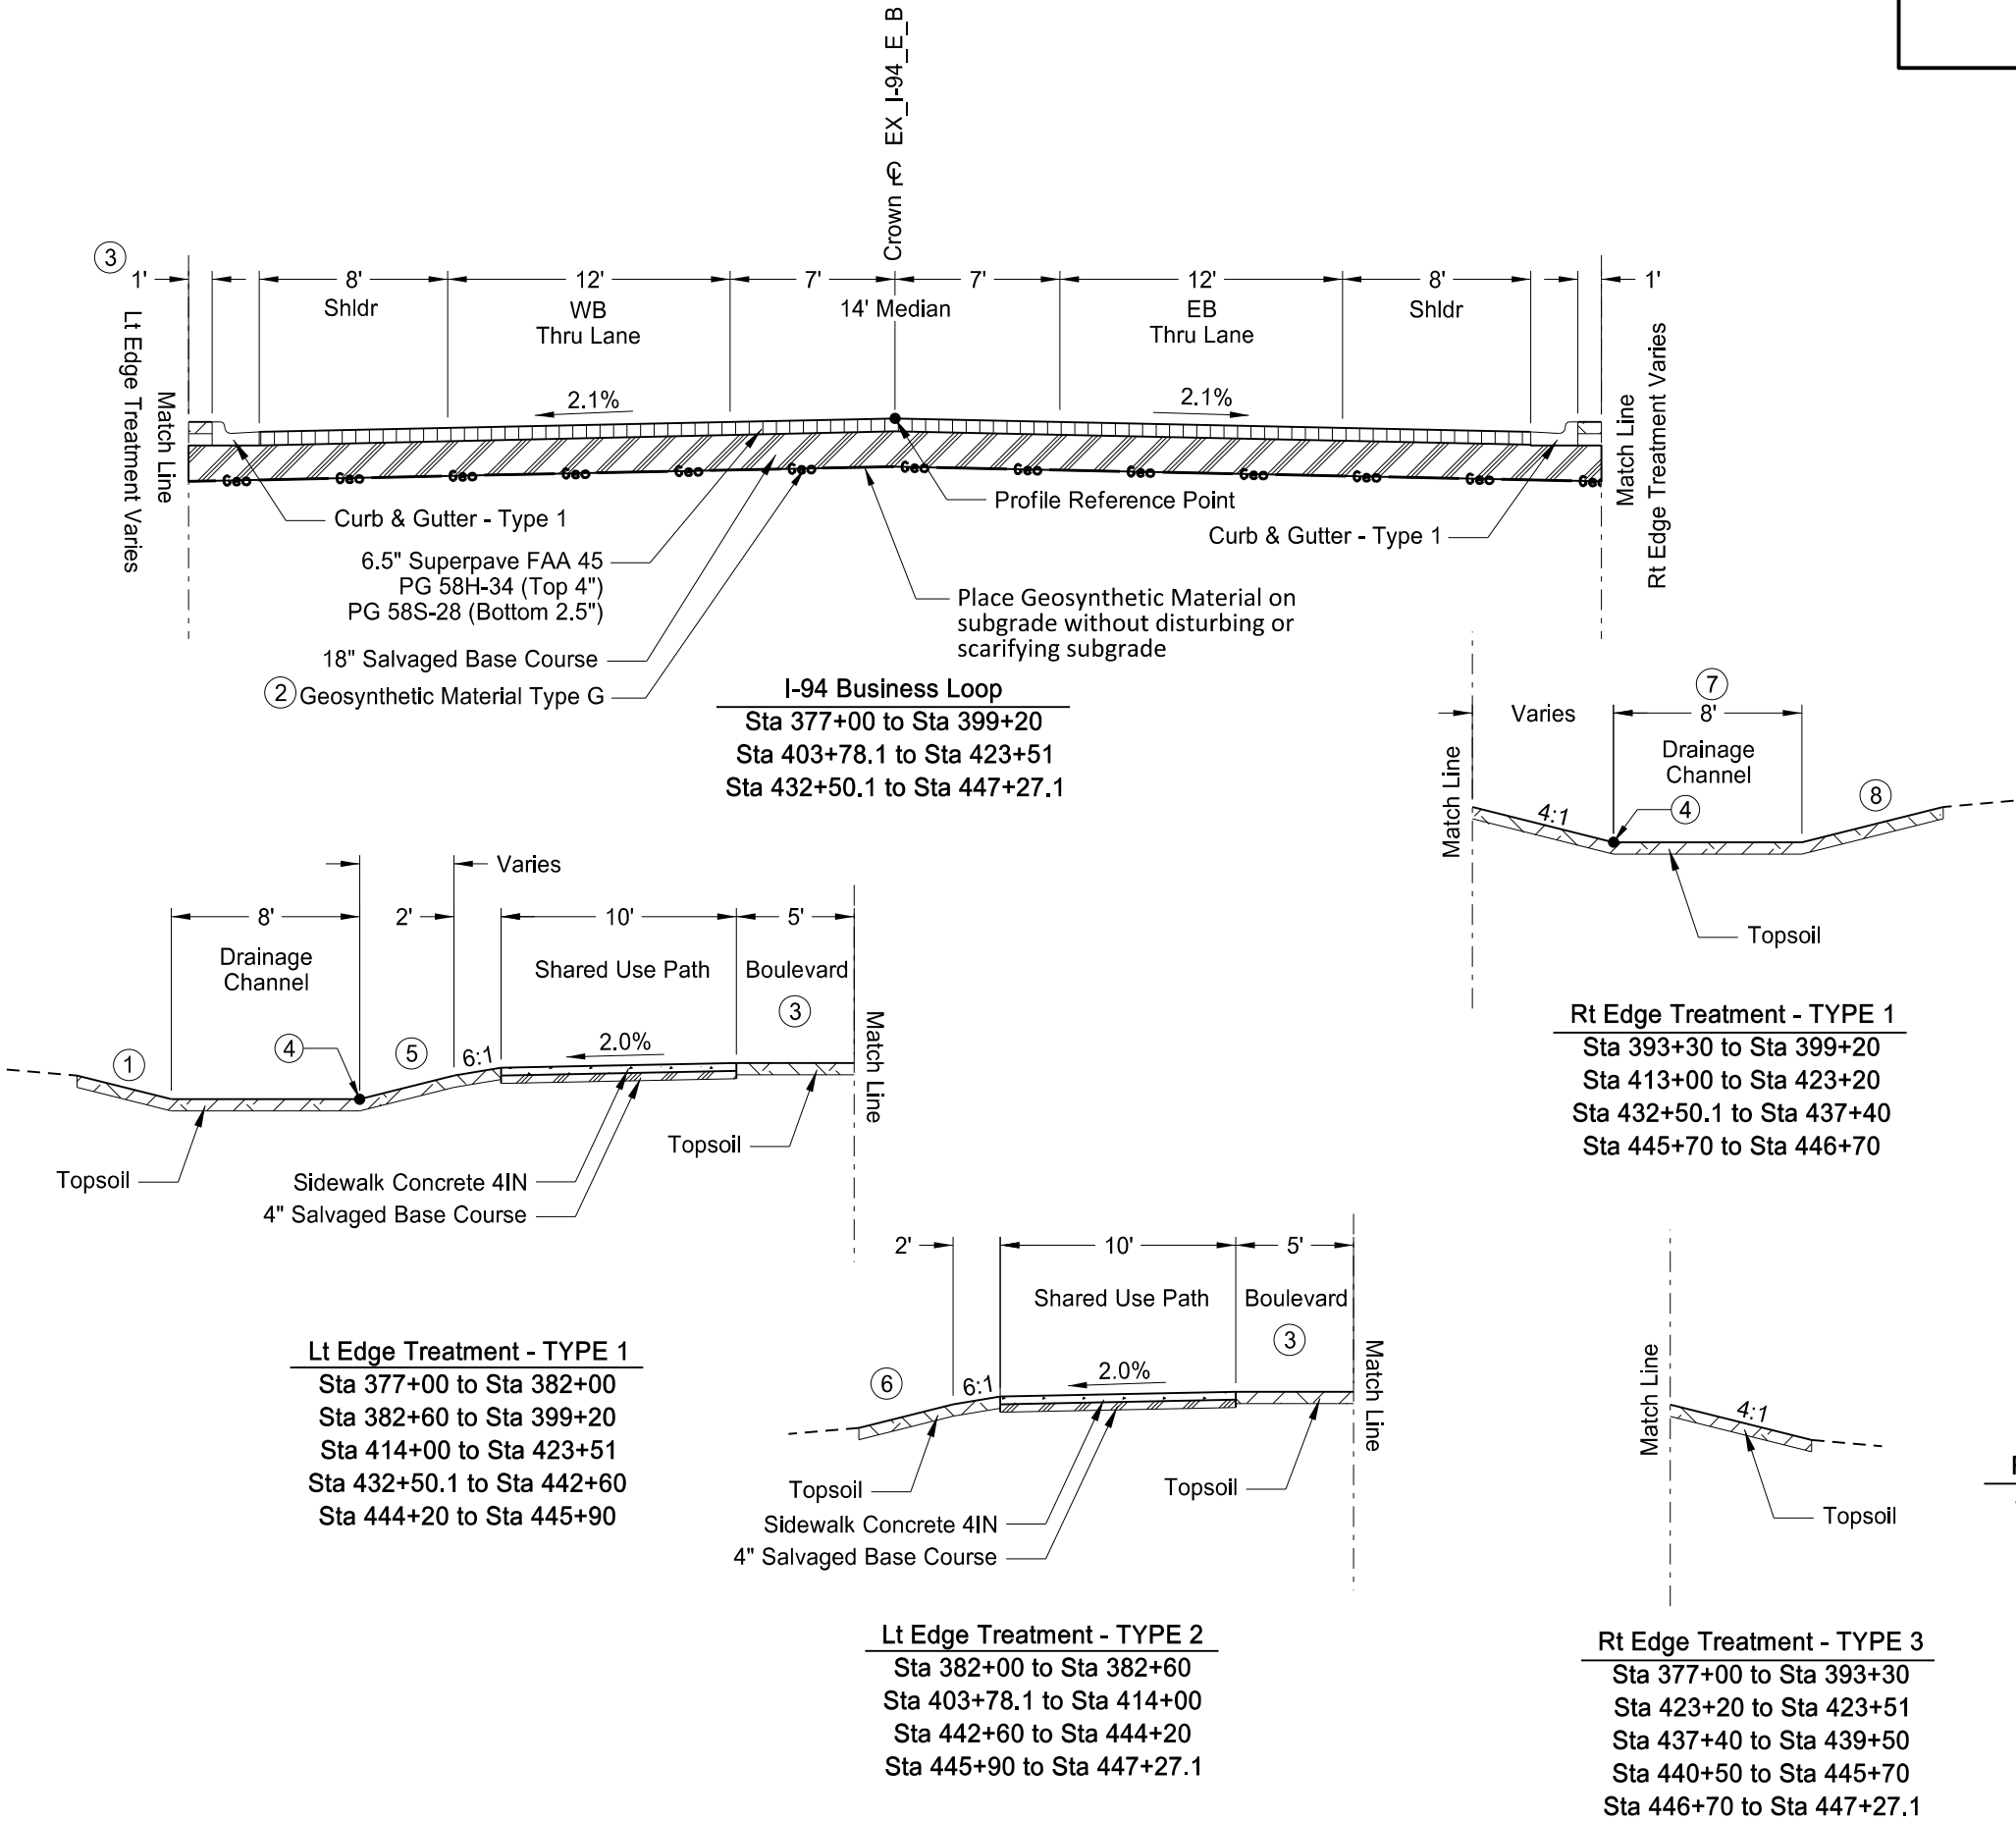 Crown ℄ EX_I-94_E_B
③
1'
8'
Shldr
12'
WB
Thru Lane
7'
14' Median
7'
12'
EB
Thru Lane
8'
Shldr
1'
Lt Edge Treatment Varies
Match Line
2.1%
2.1%
Match Line
Rt Edge Treatment Varies
Geo Geo Geo Geo Geo Geo Geo Geo Geo Geo Geo Geo Geo
Curb & Gutter - Type 1
Profile Reference Point
Curb & Gutter - Type 1
6.5" Superpave FAA 45
PG 58H-34 (Top 4")
PG 58S-28 (Bottom 2.5")
Place Geosynthetic Material on
subgrade without disturbing or
scarifying subgrade
18" Salvaged Base Course
② Geosynthetic Material Type G
I-94 Business Loop
Sta 377+00 to Sta 399+20
Sta 403+78.1 to Sta 423+51
Sta 432+50.1 to Sta 447+27.1
Varies
⑦
8'
Drainage
Channel
Match Line
4:1
④
⑧
Topsoil
Rt Edge Treatment - TYPE 1
Sta 393+30 to Sta 399+20
Sta 413+00 to Sta 423+20
Sta 432+50.1 to Sta 437+40
Sta 445+70 to Sta 446+70
Varies
8'
2'
10'
5'
Drainage
Channel
Shared Use Path
Boulevard
③
①
④
⑤
6:1
2.0%
Match Line
Topsoil
Topsoil
Sidewalk Concrete 4IN
4" Salvaged Base Course
Lt Edge Treatment - TYPE 1
Sta 377+00 to Sta 382+00
Sta 382+60 to Sta 399+20
Sta 414+00 to Sta 423+51
Sta 432+50.1 to Sta 442+60
Sta 444+20 to Sta 445+90
2'
10'
5'
Shared Use Path
Boulevard
③
⑥
6:1
2.0%
Match Line
Topsoil
Topsoil
Sidewalk Concrete 4IN
4" Salvaged Base Course
Lt Edge Treatment - TYPE 2
Sta 382+00 to Sta 382+60
Sta 403+78.1 to Sta 414+00
Sta 442+60 to Sta 444+20
Sta 445+90 to Sta 447+27.1
Match Line
4:1
Topsoil
Rt Edge Treatment - TYPE 3
Sta 377+00 to Sta 393+30
Sta 423+20 to Sta 423+51
Sta 437+40 to Sta 439+50
Sta 440+50 to Sta 445+70
Sta 446+70 to Sta 447+27.1